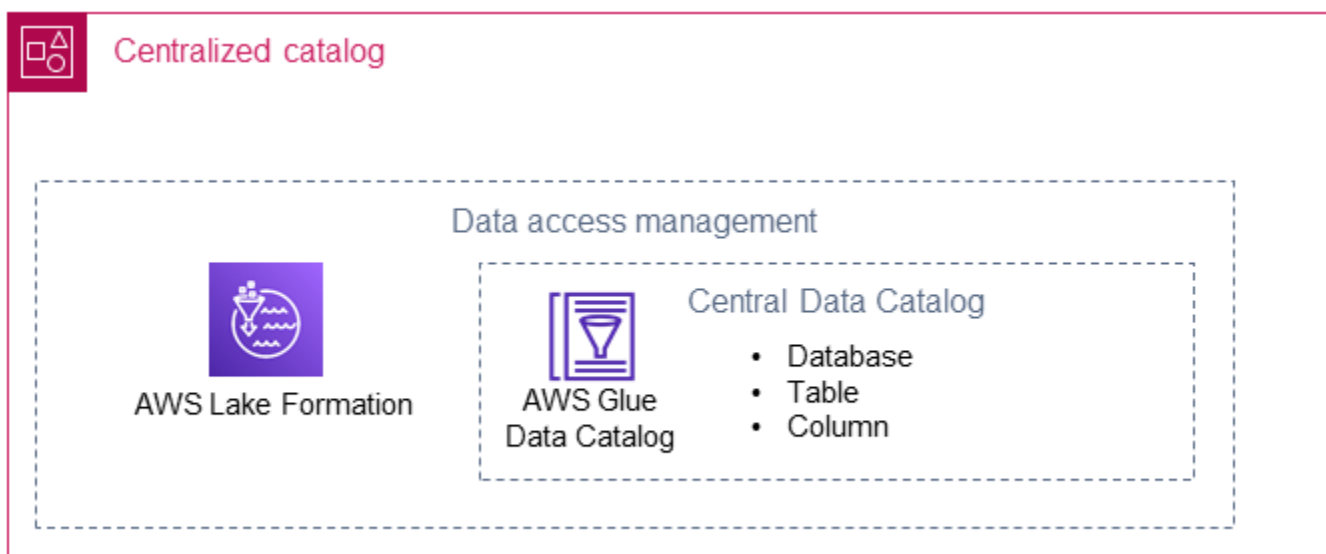 Centralized catalog
Data access management
Central Data Catalog
• Database
• Table
• Column
AWS Lake Formation
AWS Glue
Data Catalog